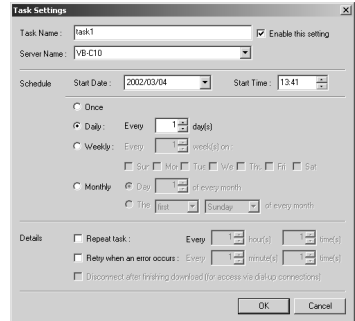 Task Settings
Task Name : task1 Enable this setting
Server Name : VB-C10
Schedule Start Date : 2002/03/04 Start Time : 13:41
Once
Daily : Every 1 day(s)
Weekly : Every 1 week(s) on :
Sun Mon Tue We Thu Fri Sat
Monthly Day 1 of every month
The first Sunday of every month
Details Repeat task : Every 1 hour(s) 1 time(s)
Retry when an error occurs : Every 1 minute(s) 1 time(s)
Disconnect after finishing download (for access via dial-up connections)
OK Cancel